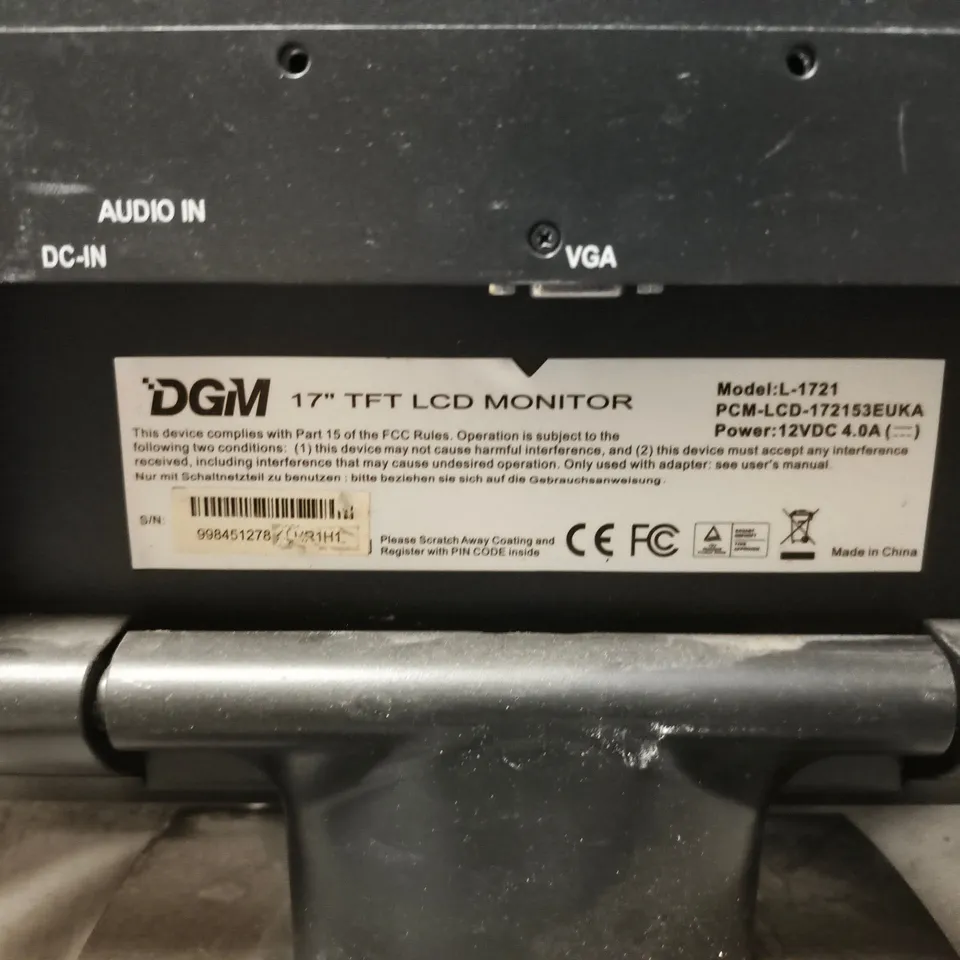 AUDIO IN
DC-IN
VGA
DGM 17" TFT LCD MONITOR
Model:L-1721
PCM-LCD-172153EUKA
Power:12VDC 4.0A (⎓)
This device complies with Part 15 of the FCC Rules. Operation is subject to the
following two conditions: (1) this device may not cause harmful interference, and (2) this device must accept any interference
received, including interference that may cause undesired operation. Only used with adapter: see user's manual.
Nur mit Schaltnetzteil zu benutzen : bitte beziehen sie sich auf die Gebrauchsanweisung.
S/N:
998451278
Please Scratch Away Coating and
Register with PIN CODE inside
CE FC
Made in China